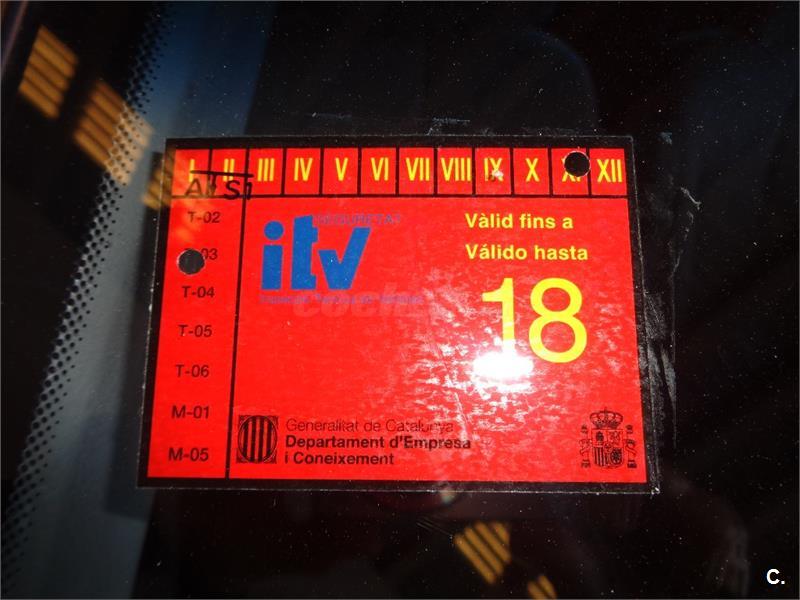 I II III IV V VI VII VIII IX X XI XII
T-02
T-03
T-04
T-05
T-06
M-01
M-05
SEGURETAT
itv
Vàlid fins a
Válido hasta
18
Generalitat de Catalunya
Departament d'Empresa
i Coneixement
C.